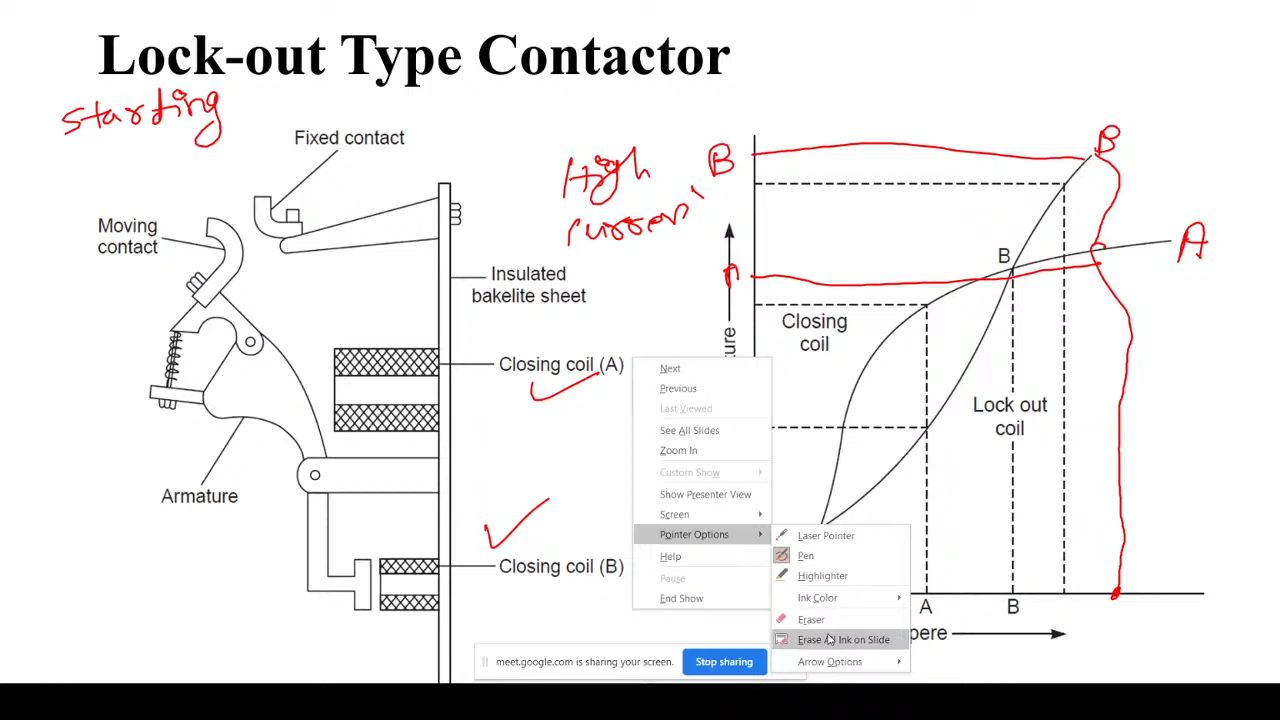 Lock-out Type Contactor
starting
Fixed contact
High
current
B
B
Moving
contact
Insulated
bakelite sheet
B
A
A
Closing
coil
ture
Closing coil (A)
Lock out
coil
Armature
Closing coil (B)
A
B
pere
Next
Previous
Last Viewed
See All Slides
Zoom In
Custom Show
Show Presenter View
Screen
Pointer Options
Help
Pause
End Show
Laser Pointer
Pen
Highlighter
Ink Color
Eraser
Erase All Ink on Slide
Arrow Options
meet.google.com is sharing your screen.
Stop sharing